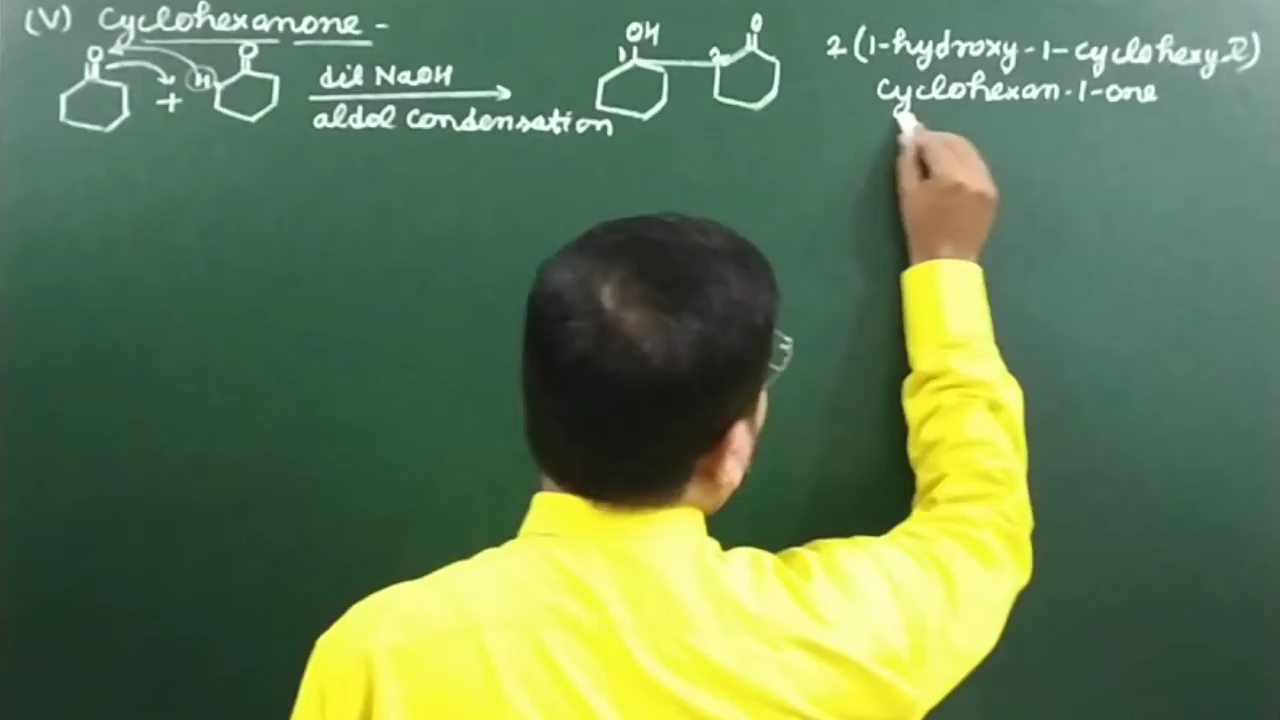 (V) Cyclohexanone -
O
+
H
O
dil NaOH
aldol Condensation
OH
1
2
O
2 (1-hydroxy-1-cyclohexyl)
cyclohexan-1-one